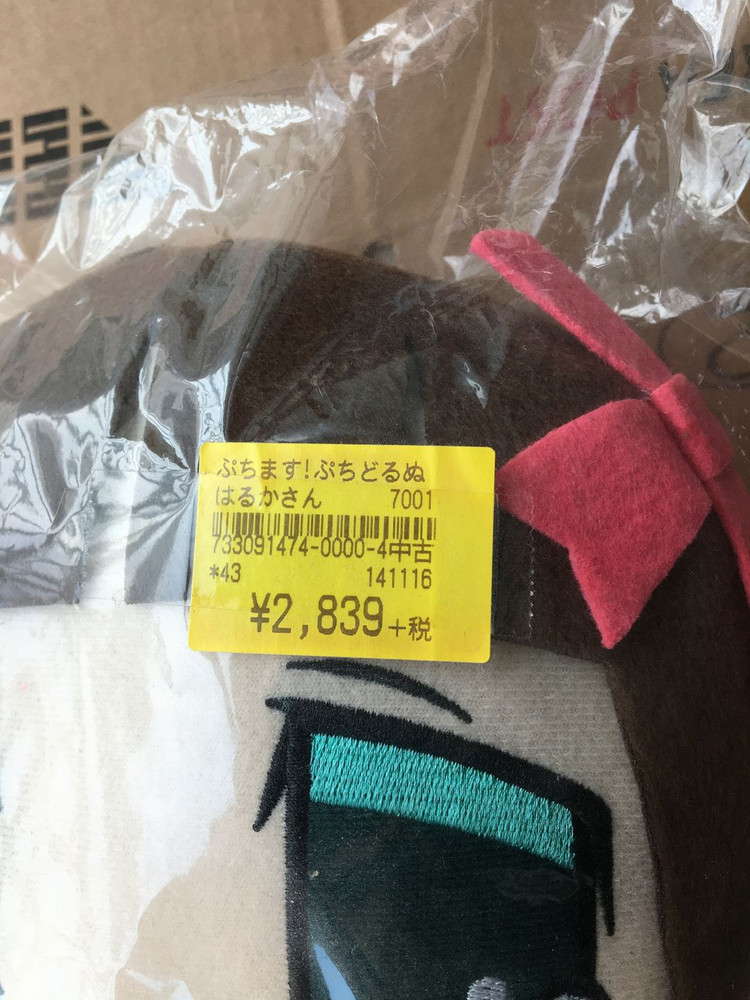 ぷちます!ぷちどるぬ
はるかさん 7001
733091474-0000-4中古
*43 141116
¥2,839+税